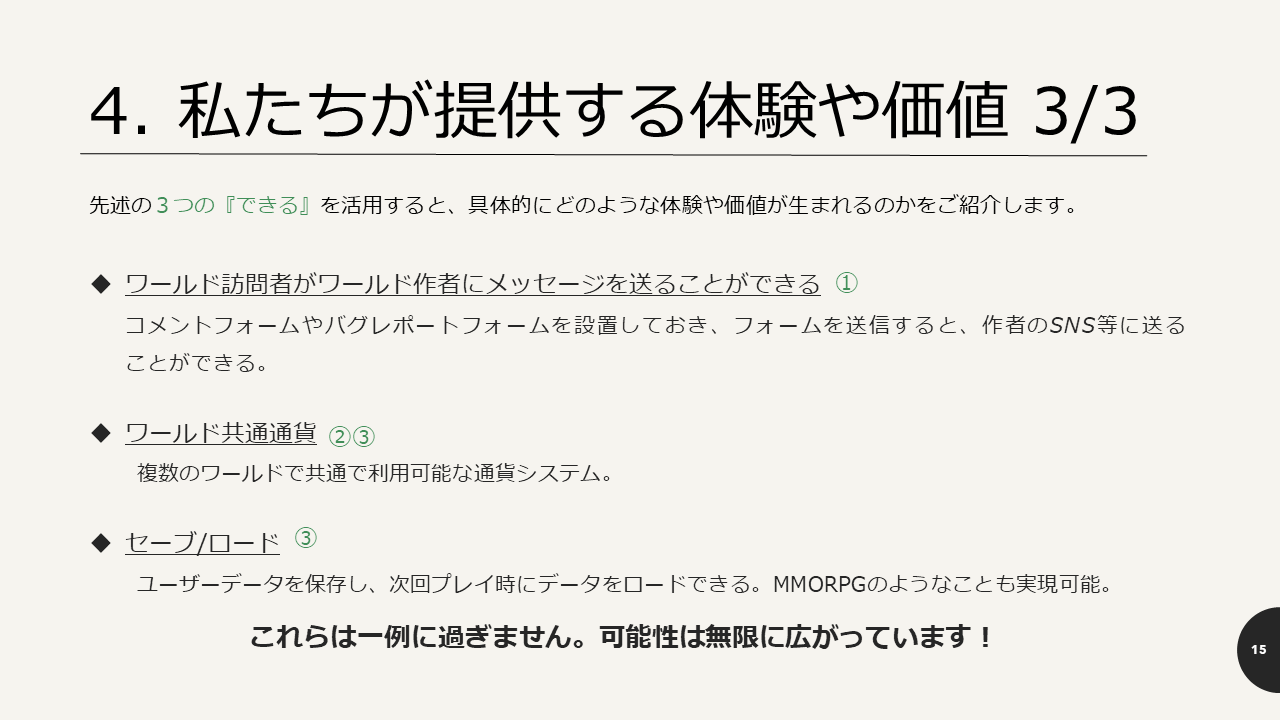 4. 私たちが提供する体験や価値 3/3
先述の３つの『できる』を活用すると、具体的にどのような体験や価値が生まれるのかをご紹介します。
◆ ワールド訪問者がワールド作者にメッセージを送ることができる ①
コメントフォームやバグレポートフォームを設置しておき、フォームを送信すると、作者のSNS等に送る
ことができる。
◆ ワールド共通通貨 ②③
複数のワールドで共通で利用可能な通貨システム。
◆ セーブ/ロード ③
ユーザーデータを保存し、次回プレイ時にデータをロードできる。MMORPGのようなことも実現可能。
これらは一例に過ぎません。可能性は無限に広がっています！
15